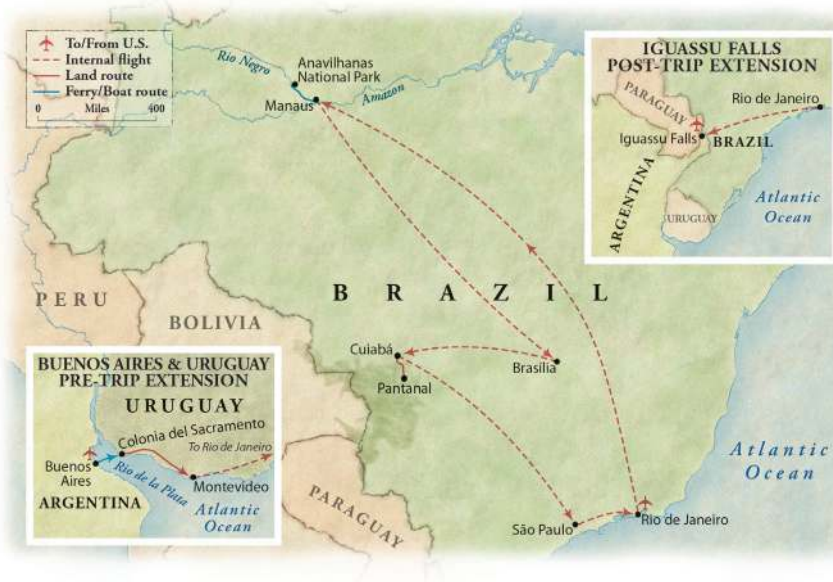 To/From U.S.
Internal flight
Land route
Ferry/Boat route
0 Miles 400
Rio Negro
Anavilhanas
National Park
Manaus
Amazon
IGUASSU FALLS
POST-TRIP EXTENSION
PARAGUAY
Rio de Janeiro
Iguassu Falls
BRAZIL
ARGENTINA
URUGUAY
Atlantic
Ocean
PERU
BOLIVIA
BRAZIL
Cuiabá
Pantanal
Brasília
BUENOS AIRES & URUGUAY
PRE-TRIP EXTENSION
URUGUAY
Colonia del Sacramento
To Rio de Janeiro
Buenos
Aires
Rio de la Plata
Montevideo
ARGENTINA
Atlantic
Ocean
PARAGUAY
São Paulo
Rio de Janeiro
Atlantic
Ocean